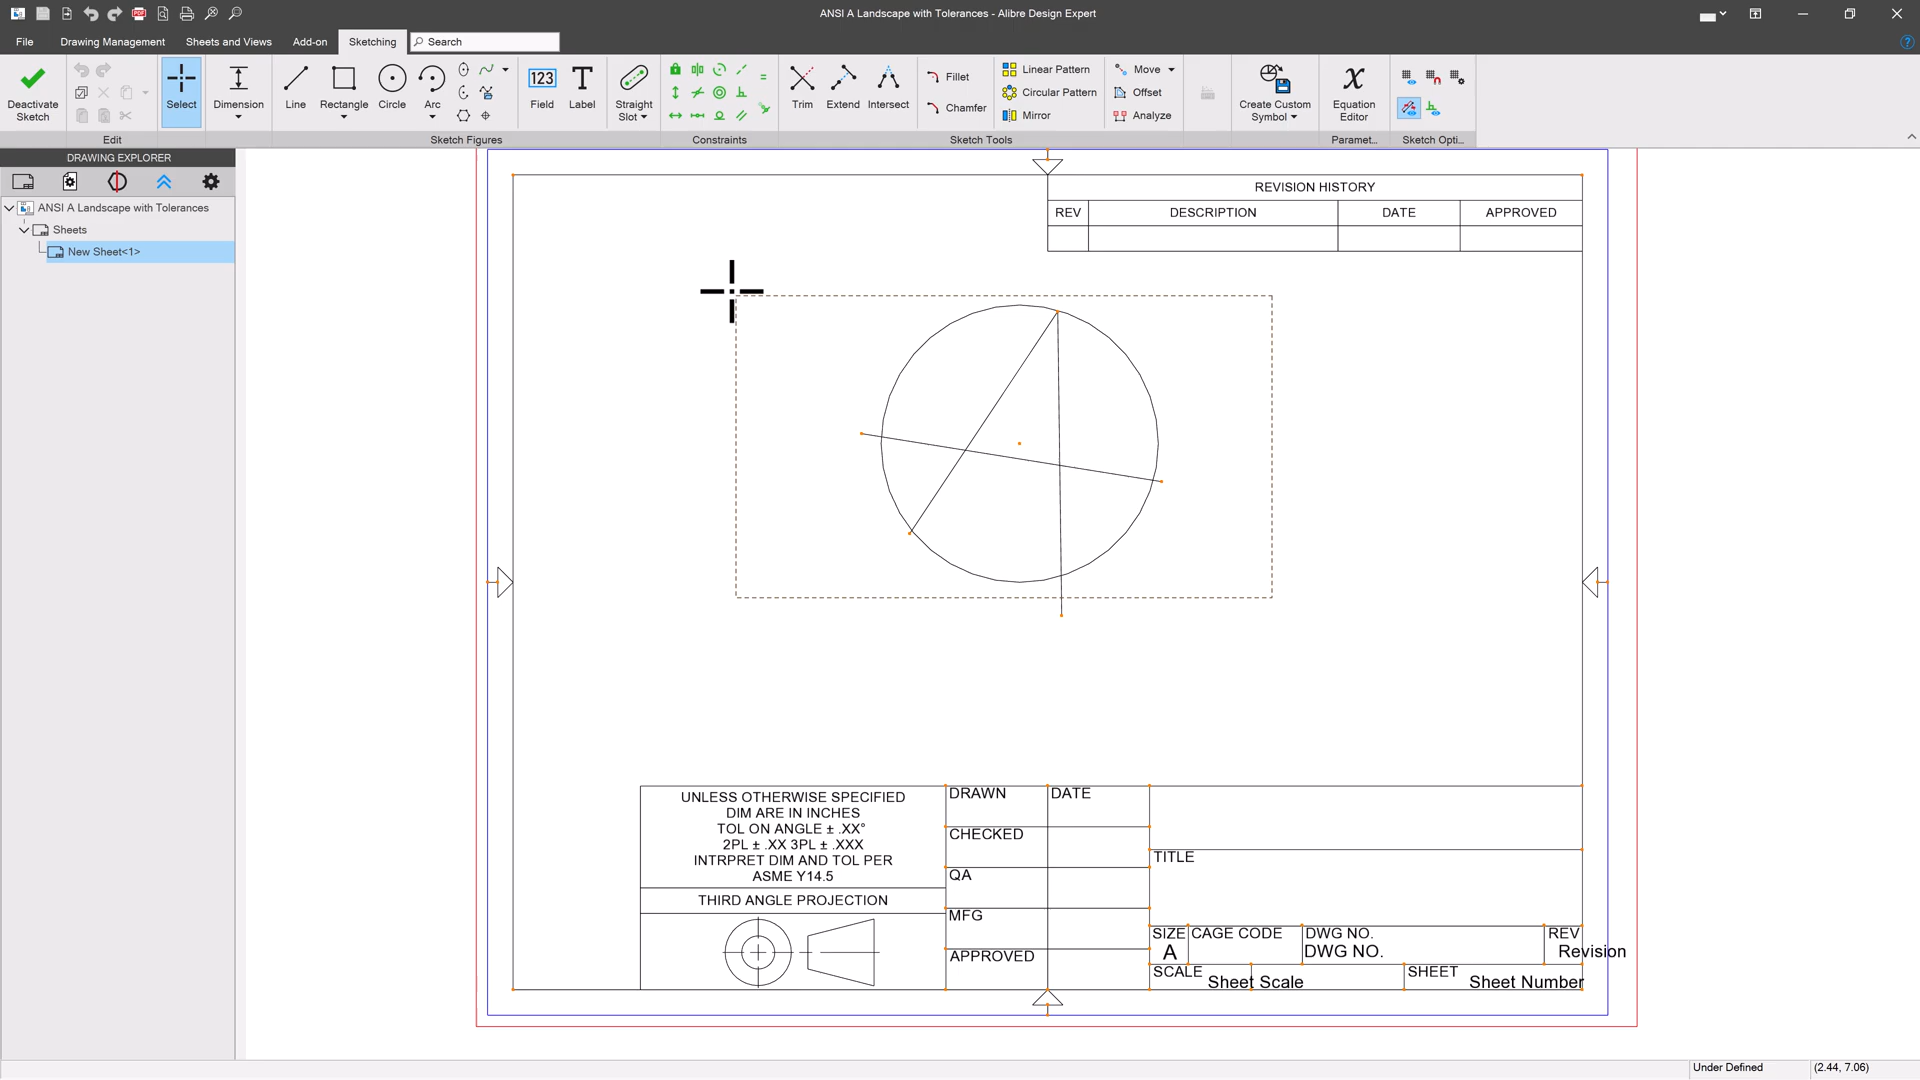 ANSI A Landscape with Tolerances - Alibre Design Expert
File
Drawing Management
Sheets and Views
Add-on
Sketching
Search
Deactivate
Sketch
Select
Dimension
Line
Rectangle
Circle
Arc
123
Field
Label
Straight
Slot
Trim
Extend
Intersect
Fillet
Chamfer
Linear Pattern
Circular Pattern
Mirror
Move
Offset
Analyze
Create Custom
Symbol
Equation
Editor
Edit
Sketch Figures
Constraints
Sketch Tools
Paramet...
Sketch Opti...
DRAWING EXPLORER
ANSI A Landscape with Tolerances
Sheets
New Sheet<1>
REVISION HISTORY
REV DESCRIPTION DATE APPROVED
UNLESS OTHERWISE SPECIFIED
DIM ARE IN INCHES
TOL ON ANGLE ± .XX°
2PL ± .XX 3PL ± .XXX
INTRPRET DIM AND TOL PER
ASME Y14.5
THIRD ANGLE PROJECTION
DRAWN DATE
CHECKED
QA
MFG
APPROVED
TITLE
SIZE CAGE CODE DWG NO. REV
A DWG NO. Revision
SCALE Sheet Scale SHEET Sheet Number
Under Defined (2.44, 7.06)